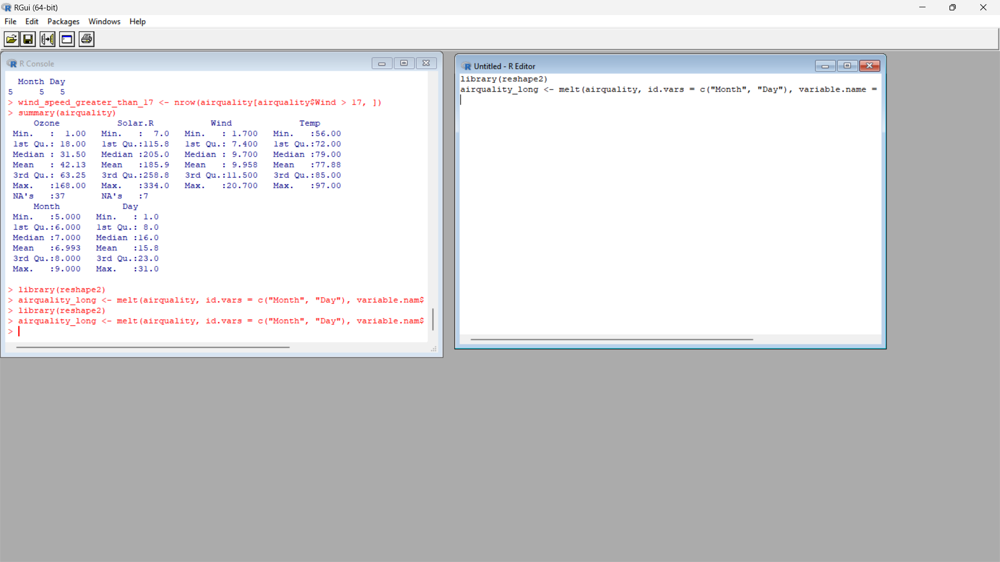 RGui (64-bit)
File Edit Packages Windows Help
R Console
Month Day
5 5 5
> wind_speed_greater_than_17 <- nrow(airquality[airquality$Wind > 17, ])
> summary(airquality)
Ozone Solar.R Wind Temp
Min. : 1.00 Min. : 7.0 Min. : 1.700 Min. :56.00
1st Qu.: 18.00 1st Qu.:115.8 1st Qu.: 7.400 1st Qu.:72.00
Median : 31.50 Median :205.0 Median : 9.700 Median :79.00
Mean : 42.13 Mean :185.9 Mean : 9.958 Mean :77.88
3rd Qu.: 63.25 3rd Qu.:258.8 3rd Qu.:11.500 3rd Qu.:85.00
Max. :168.00 Max. :334.0 Max. :20.700 Max. :97.00
NA's :37 NA's :7
Month Day
Min. :5.000 Min. : 1.0
1st Qu.:6.000 1st Qu.: 8.0
Median :7.000 Median :16.0
Mean :6.993 Mean :15.8
3rd Qu.:8.000 3rd Qu.:23.0
Max. :9.000 Max. :31.0
> library(reshape2)
> airquality_long <- melt(airquality, id.vars = c("Month", "Day"), variable.nam$
> library(reshape2)
> airquality_long <- melt(airquality, id.vars = c("Month", "Day"), variable.nam$
>
Untitled - R Editor
library(reshape2)
airquality_long <- melt(airquality, id.vars = c("Month", "Day"), variable.name =